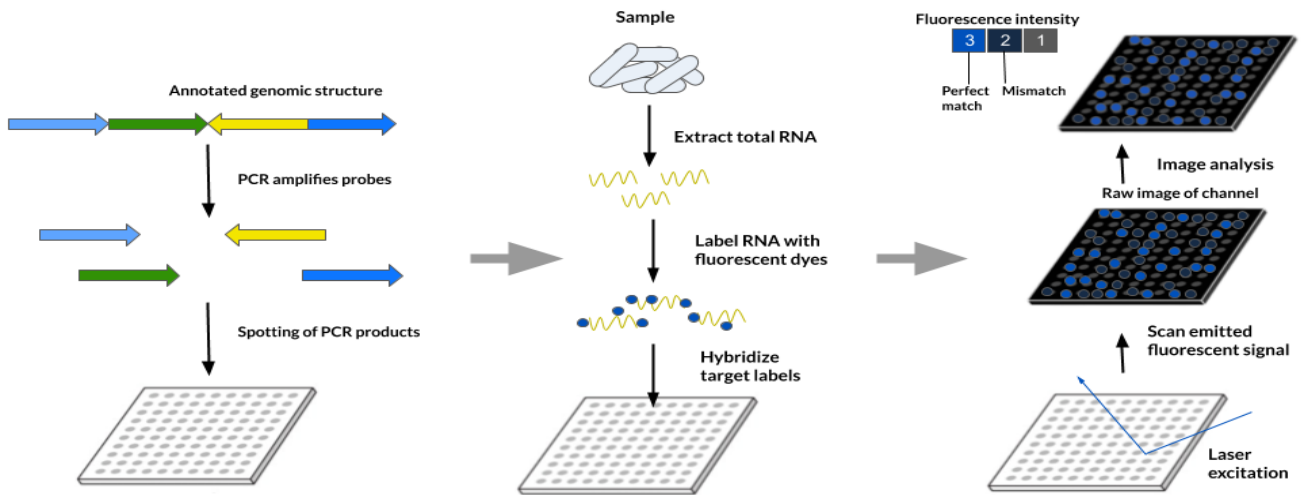 Annotated genomic structure
PCR amplifies probes
Spotting of PCR products
Sample
Extract total RNA
Label RNA with
fluorescent dyes
Hybridize
target labels
Fluorescence intensity
3 2 1
Perfect
match
Mismatch
Image analysis
Raw image of channel
Scan emitted
fluorescent signal
Laser
excitation